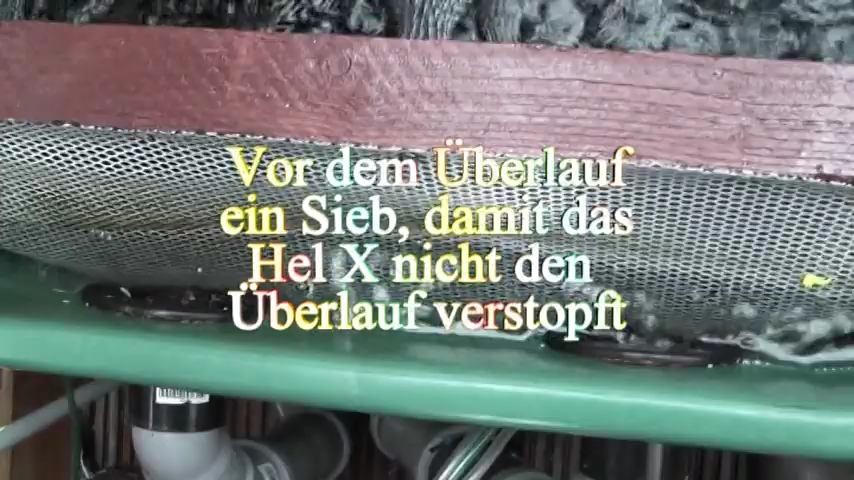 Vor dem Überlauf
ein Sieb, damit das
Hel X nicht den
Überlauf verstopft